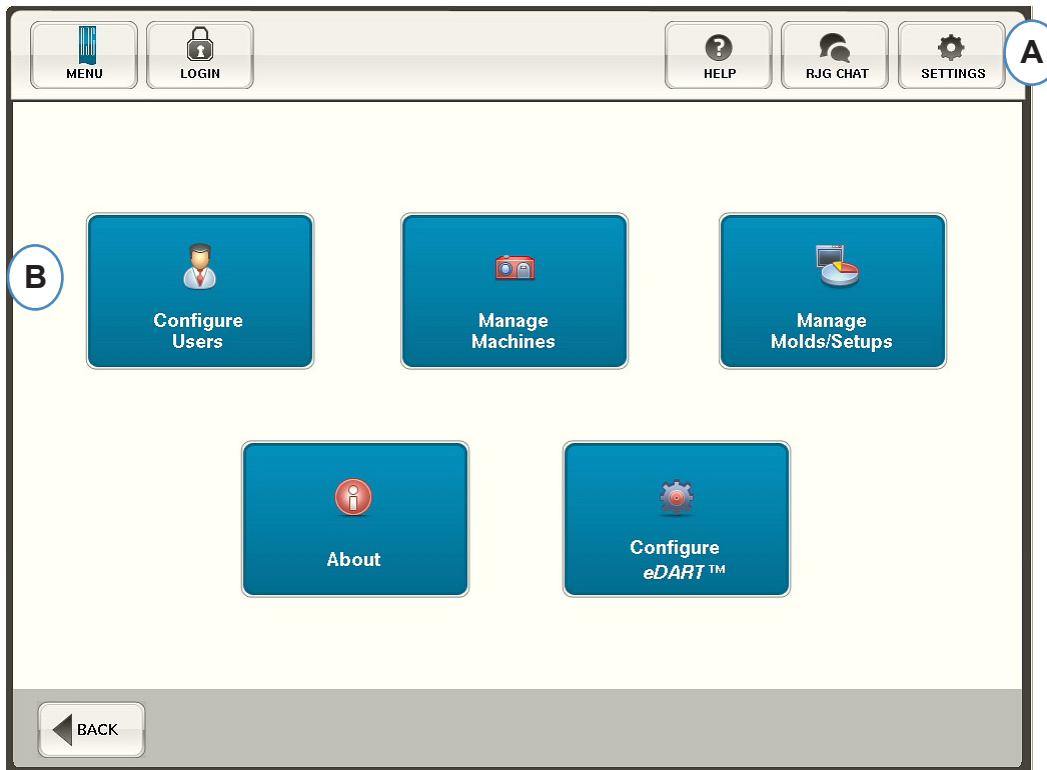 MENU
LOGIN
HELP
RJG CHAT
SETTINGS
A
B
Configure
Users
Manage
Machines
Manage
Molds/Setups
About
Configure
eDART™
BACK